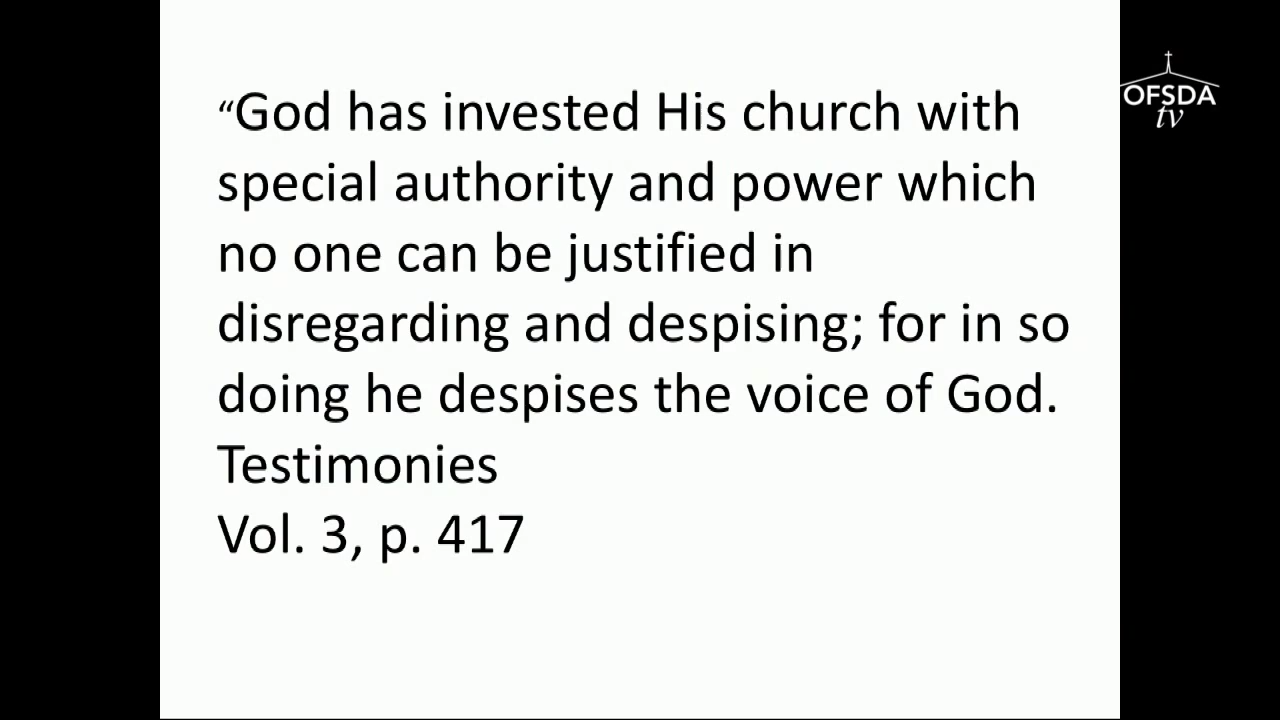 “God has invested His church with
special authority and power which
no one can be justified in
disregarding and despising; for in so
doing he despises the voice of God.
Testimonies
Vol. 3, p. 417
OFSDA
tv